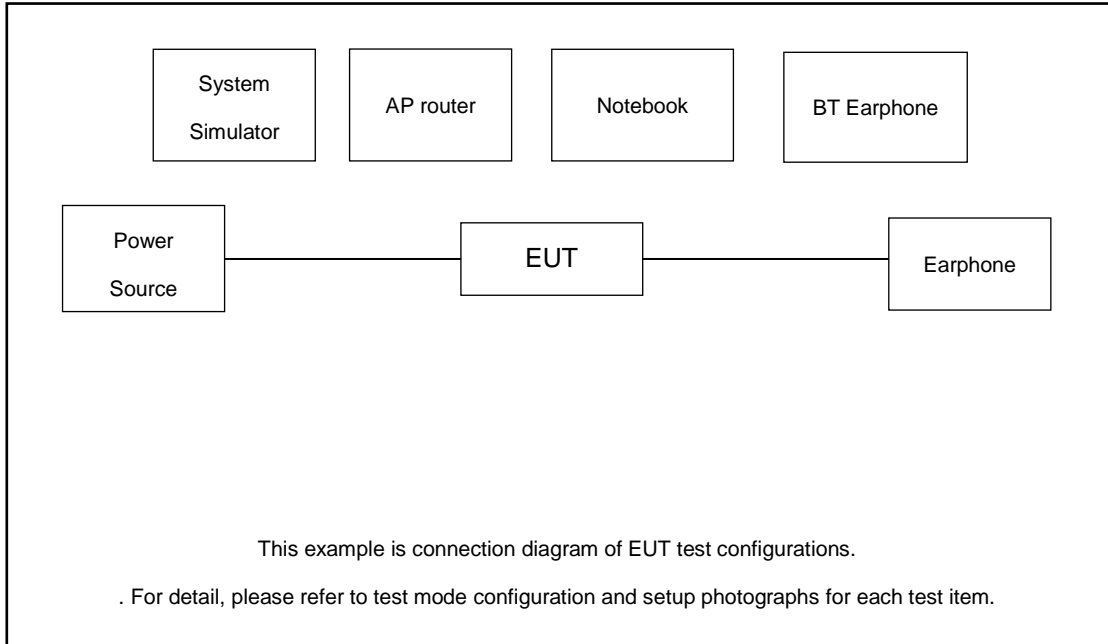 System
Simulator
AP router
Notebook
BT Earphone
Power
Source
EUT
Earphone
This example is connection diagram of EUT test configurations.
. For detail, please refer to test mode configuration and setup photographs for each test item.